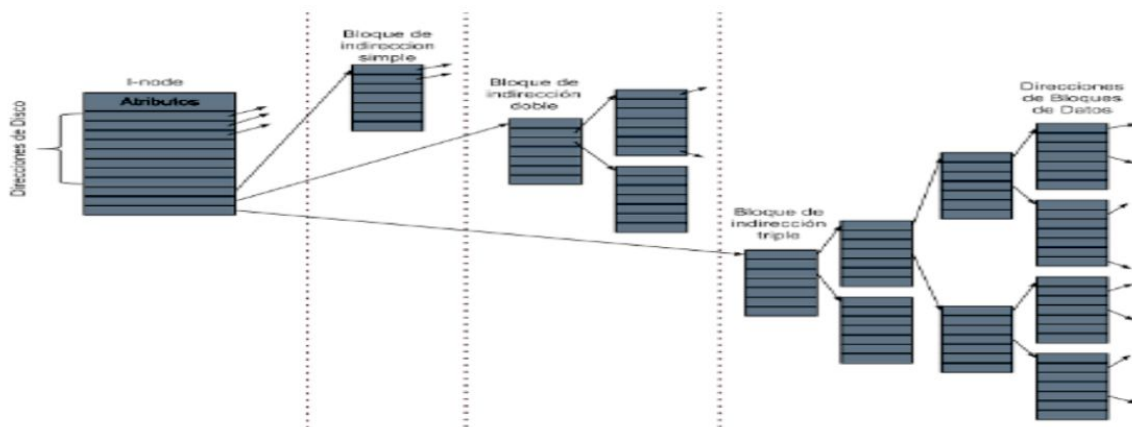 I-node
Atributos
Direcciones de Disco
Bloque de
indireccion
simple
Bloque de
indirección
doble
Bloque de
indirección
triple
Direcciones
de Bloques
de Datos